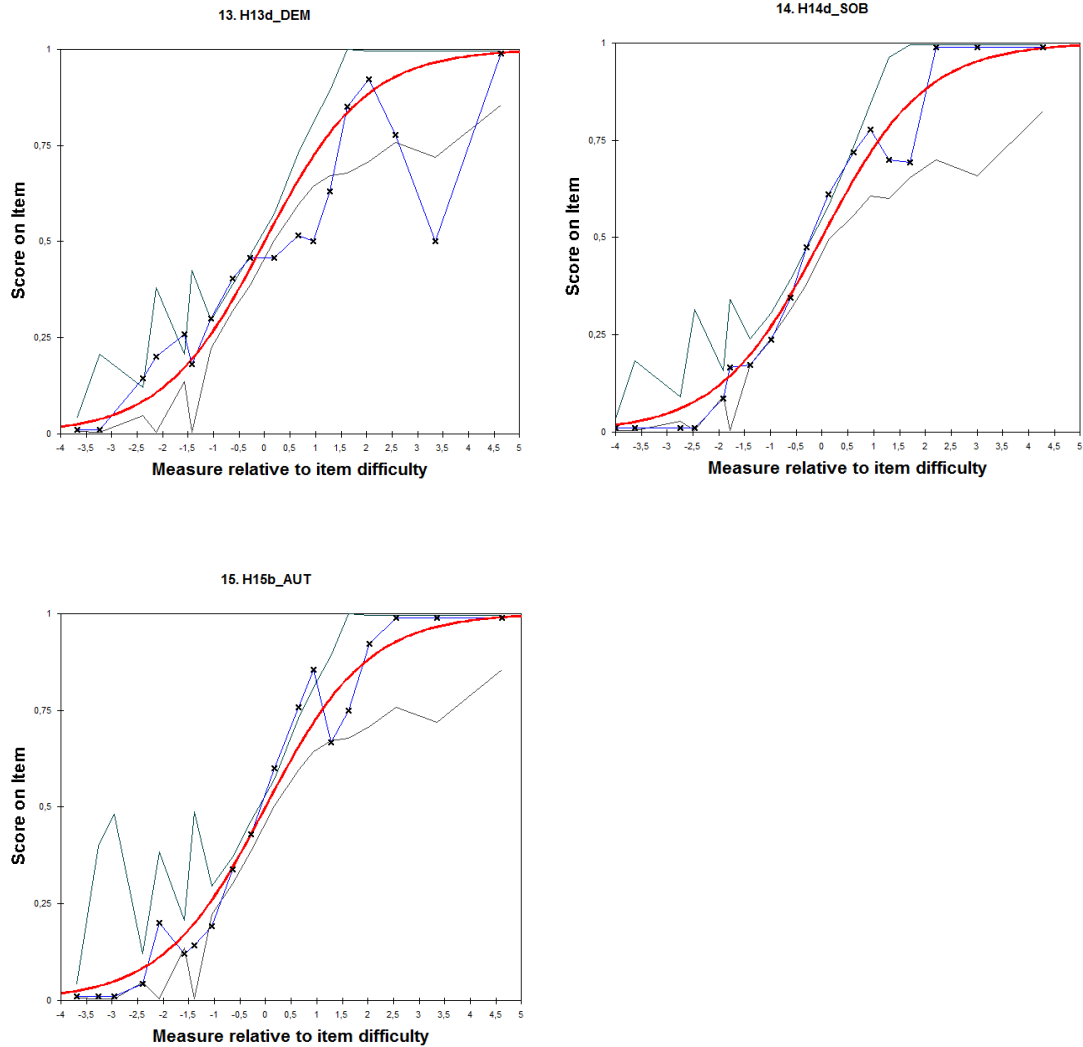 13. H13d_DEM
1
0,75
0,5
0,25
0
Score on Item
-4 -3,5 -3 -2,5 -2 -1,5 -1 -0,5 0 0,5 1 1,5 2 2,5 3 3,5 4 4,5 5
Measure relative to item difficulty
14. H14d_SOB
1
0,75
0,5
0,25
0
Score on Item
-4 -3,5 -3 -2,5 -2 -1,5 -1 -0,5 0 0,5 1 1,5 2 2,5 3 3,5 4 4,5 5
Measure relative to item difficulty
15. H15b_AUT
1
0,75
0,5
0,25
0
Score on Item
-4 -3,5 -3 -2,5 -2 -1,5 -1 -0,5 0 0,5 1 1,5 2 2,5 3 3,5 4 4,5 5
Measure relative to item difficulty